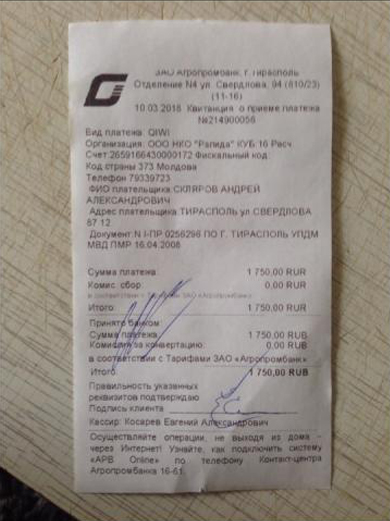 ЗАО Агропромбанк, г. Тирасполь
Отделение N4 ул. Свердлова, 94 (810/23)
(11-16)
10.03.2016 Квитанция о приеме платежа
№214900056
Вид платежа: QIWI
Организация: ООО НКО "Рапида" КУБ:16 Расч.
Счет:2659166430000172 Фискальный код:
Код страны 373 Молдова
Телефон 79339723
ФИО плательщика:СКЛЯРОВ АНДРЕЙ
АЛЕКСАНДРОВИЧ
Адрес плательщика:ТИРАСПОЛЬ ул СВЕРДЛОВА
87 12
Документ:N I-ПР 0256296 ПО Г. ТИРАСПОЛЬ УПДМ
МВД ПМР 16.04.2008
Сумма платежа 1 750,00 RUR
Комис. сбор 0,00 RUR
в соответствии с Тарифами ЗАО «Агропромбанк»
Итого: 1 750,00 RUR
Принято банком:
Сумма платежа 1 750,00 RUB
Комиссия за конвертацию: 0,00 RUB
в соответствии с Тарифами ЗАО «Агропромбанк»
Итого: 1 750,00 RUB
Правильность указанных
реквизитов подтверждаю
Подпись клиента
Кассир: Косарев Евгений Александрович
Осуществляйте операции, не выходя из дома -
через Интернет! Узнайте, как подключить систему
«APB Online» по телефону Контакт-центра
Агропромбанка 16-51.